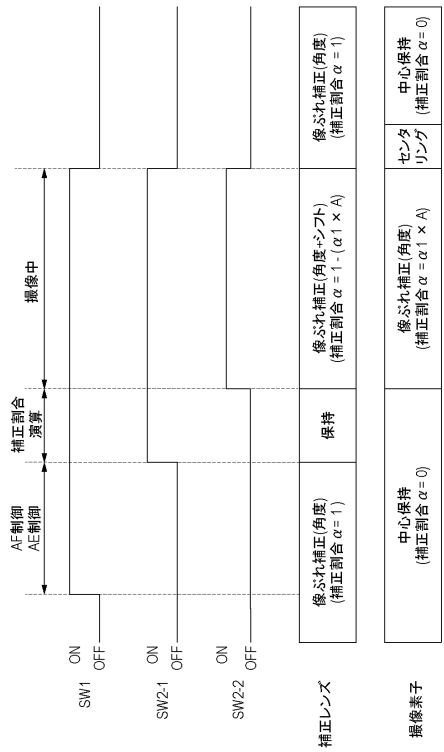 AF制御
AE制御
補正割合
演算
撮像中
SW1
ON
OFF
SW2-1
ON
OFF
SW2-2
ON
OFF
補正レンズ
像ぶれ補正(角度)
(補正割合 α = 1)
保持
像ぶれ補正(角度+シフト)
(補正割合 α = 1 - (α1 × A)
像ぶれ補正(角度)
(補正割合 α = 1)
撮像素子
中心保持
(補正割合 α = 0)
像ぶれ補正(角度)
(補正割合 α = α1 × A)
センタ
リング
中心保持
(補正割合 α = 0)